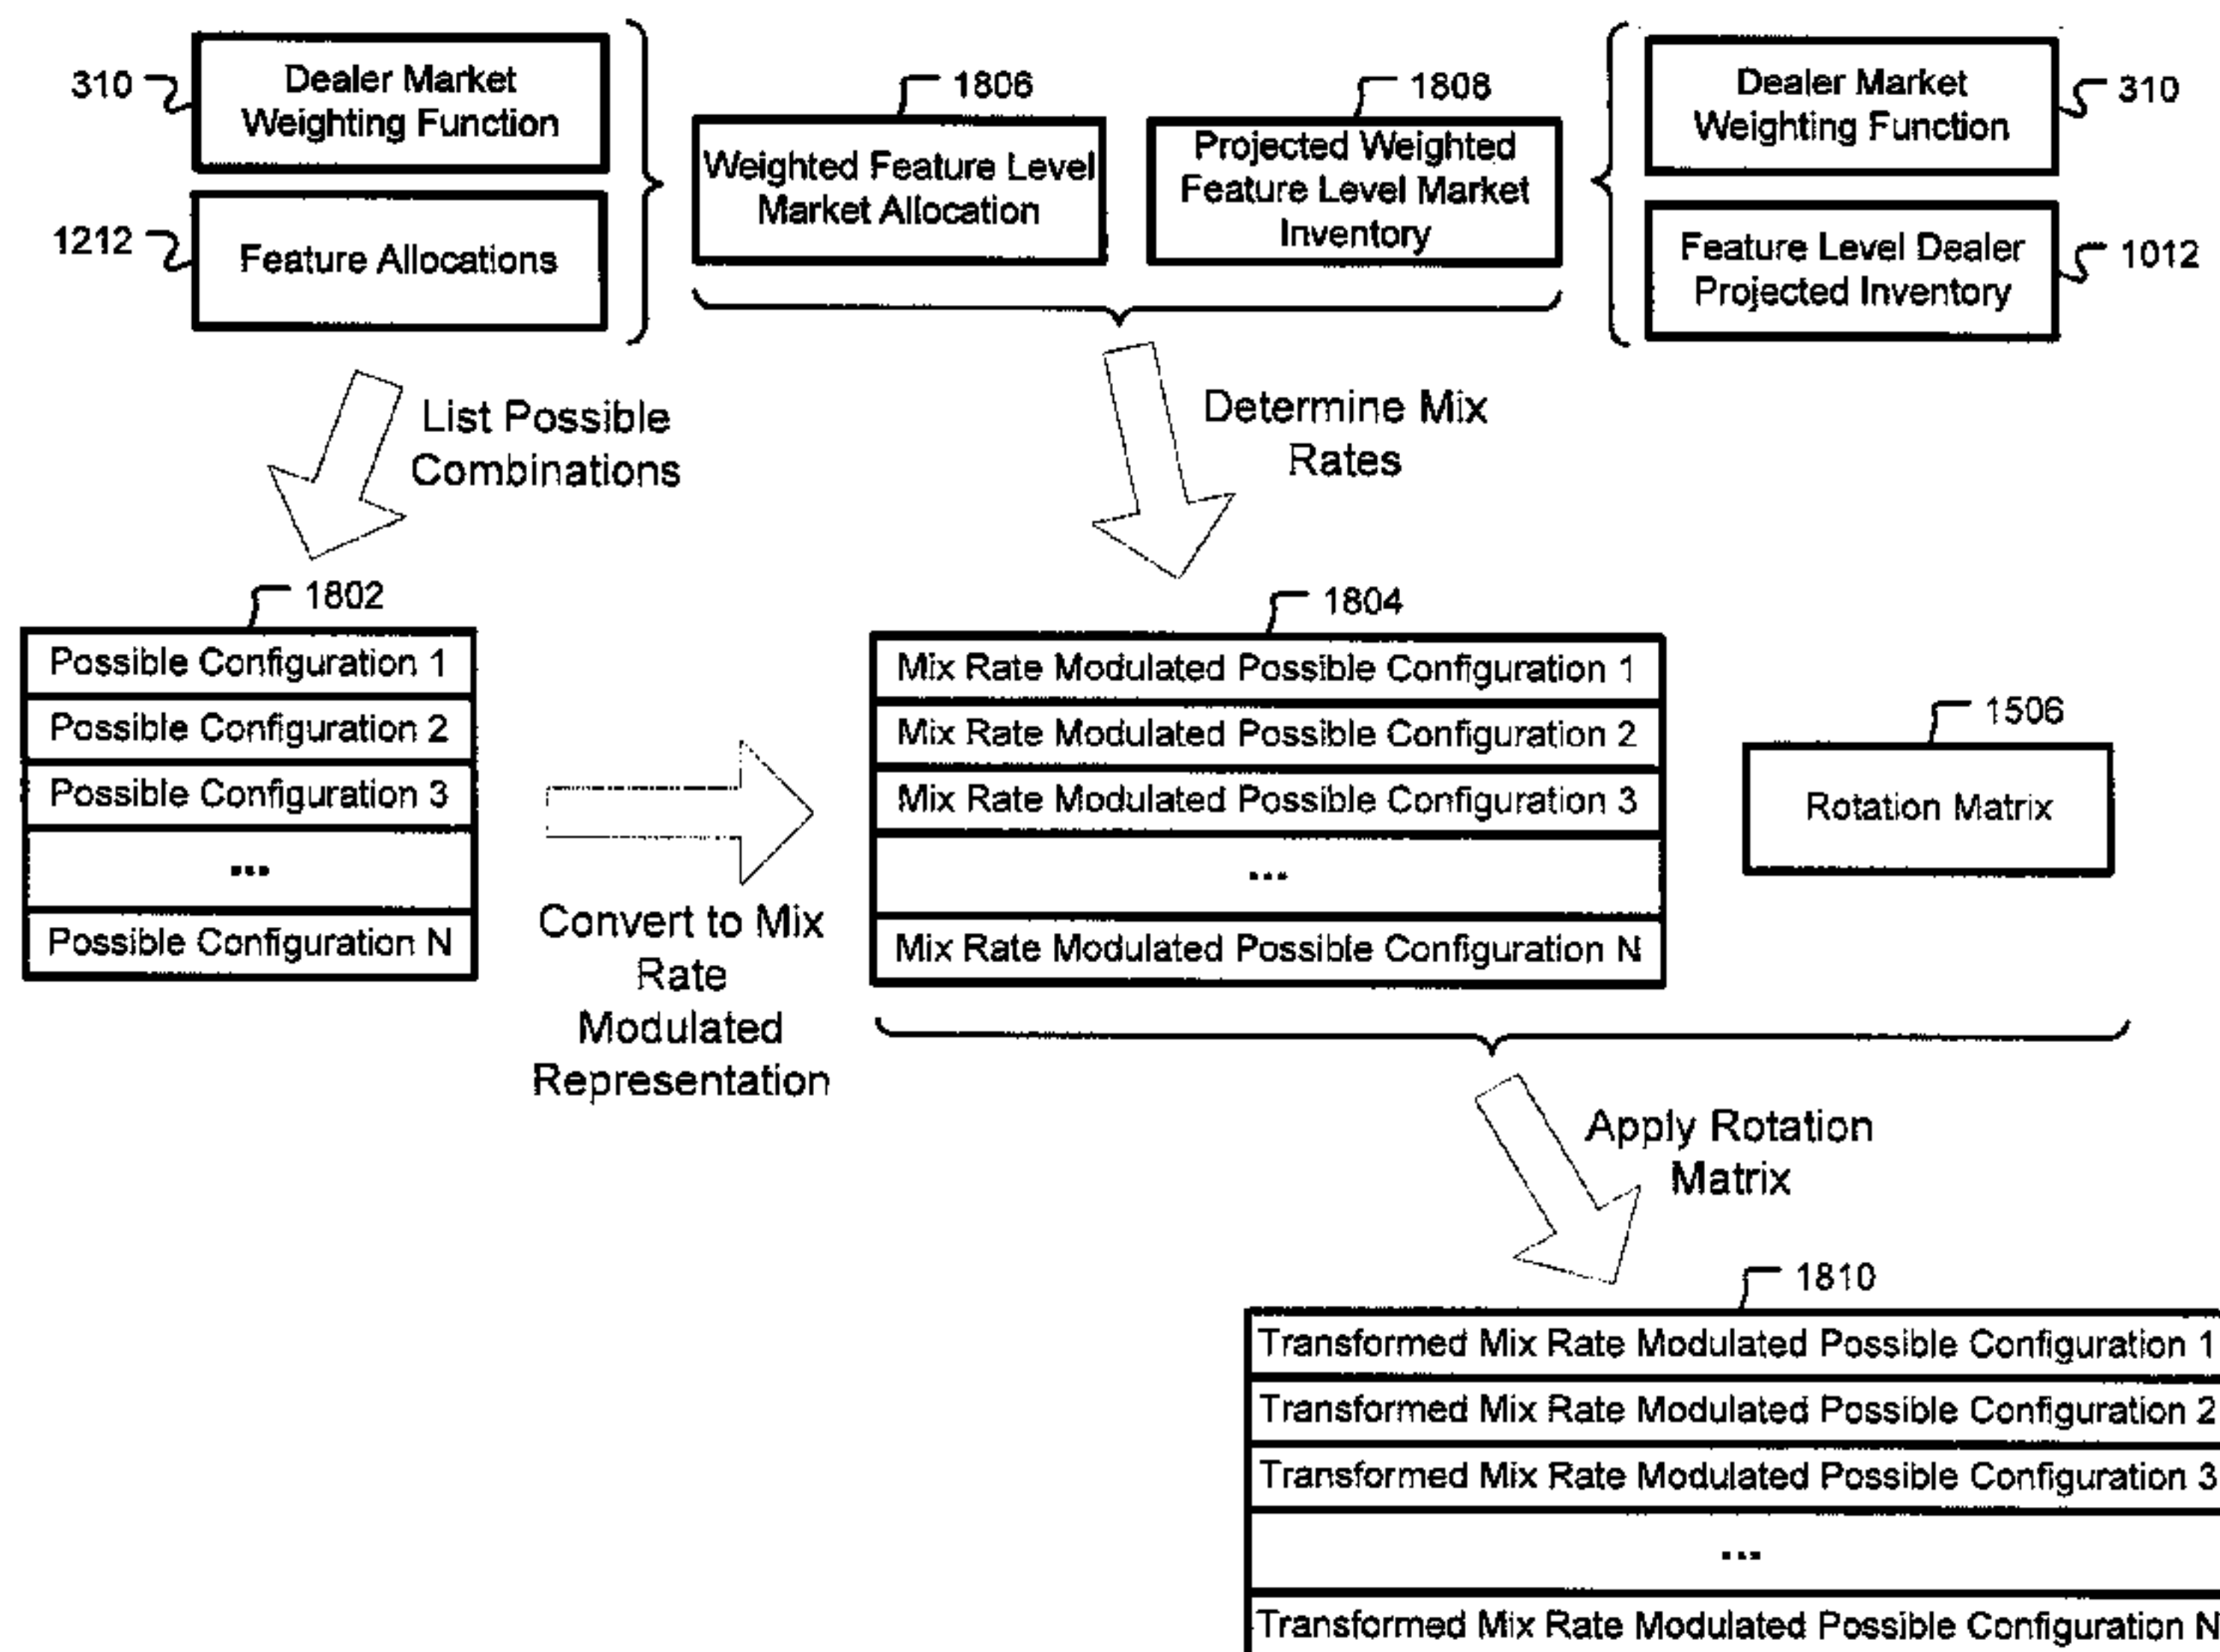 310
Dealer Market
Weighting Function
1212
Feature Allocations
1806
Weighted Feature Level
Market Allocation
1808
Projected Weighted
Feature Level Market
Inventory
Dealer Market
Weighting Function
310
Feature Level Dealer
Projected Inventory
1012
List Possible
Combinations
Determine Mix
Rates
1802
Possible Configuration 1
Possible Configuration 2
Possible Configuration 3
...
Possible Configuration N
Convert to Mix
Rate
Modulated
Representation
1804
Mix Rate Modulated Possible Configuration 1
Mix Rate Modulated Possible Configuration 2
Mix Rate Modulated Possible Configuration 3
...
Mix Rate Modulated Possible Configuration N
1506
Rotation Matrix
Apply Rotation
Matrix
1810
Transformed Mix Rate Modulated Possible Configuration 1
Transformed Mix Rate Modulated Possible Configuration 2
Transformed Mix Rate Modulated Possible Configuration 3
...
Transformed Mix Rate Modulated Possible Configuration N